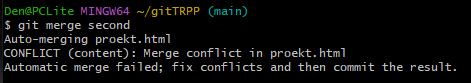 Den@PCLite MINGW64 ~/gitTRPP (main)
$ git merge second
Auto-merging proekt.html
CONFLICT (content): Merge conflict in proekt.html
Automatic merge failed; fix conflicts and then commit the result.